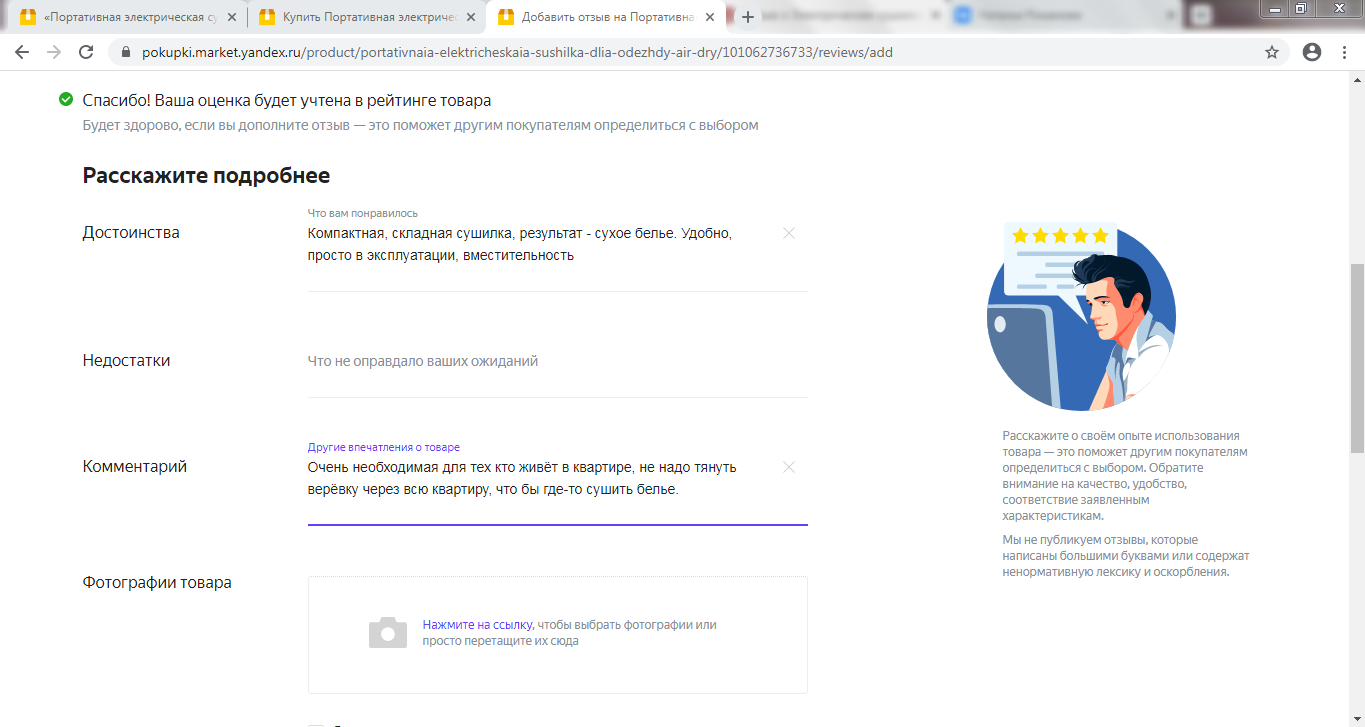 «Портативная электрическая су
Купить Портативная электричес
Добавить отзыв на Портативна
pokupki.market.yandex.ru/product/portativnaia-elektricheskaia-sushilka-dlia-odezhdy-air-dry/101062736733/reviews/add
Спасибо! Ваша оценка будет учтена в рейтинге товара
Будет здорово, если вы дополните отзыв — это поможет другим покупателям определиться с выбором
Расскажите подробнее
Что вам понравилось
Достоинства
Компактная, складная сушилка, результат - сухое белье. Удобно,
просто в эксплуатации, вместительность
Недостатки
Что не оправдало ваших ожиданий
Другие впечатления о товаре
Комментарий
Очень необходимая для тех кто живёт в квартире, не надо тянуть
верёвку через всю квартиру, что бы где-то сушить белье.
Фотографии товара
Нажмите на ссылку, чтобы выбрать фотографии или
просто перетащите их сюда
Расскажите о своём опыте использования
товара — это поможет другим покупателям
определиться с выбором. Обратите
внимание на качество, удобство,
соответствие заявленным
характеристикам.
Мы не публикуем отзывы, которые
написаны большими буквами или содержат
ненормативную лексику и оскорбления.